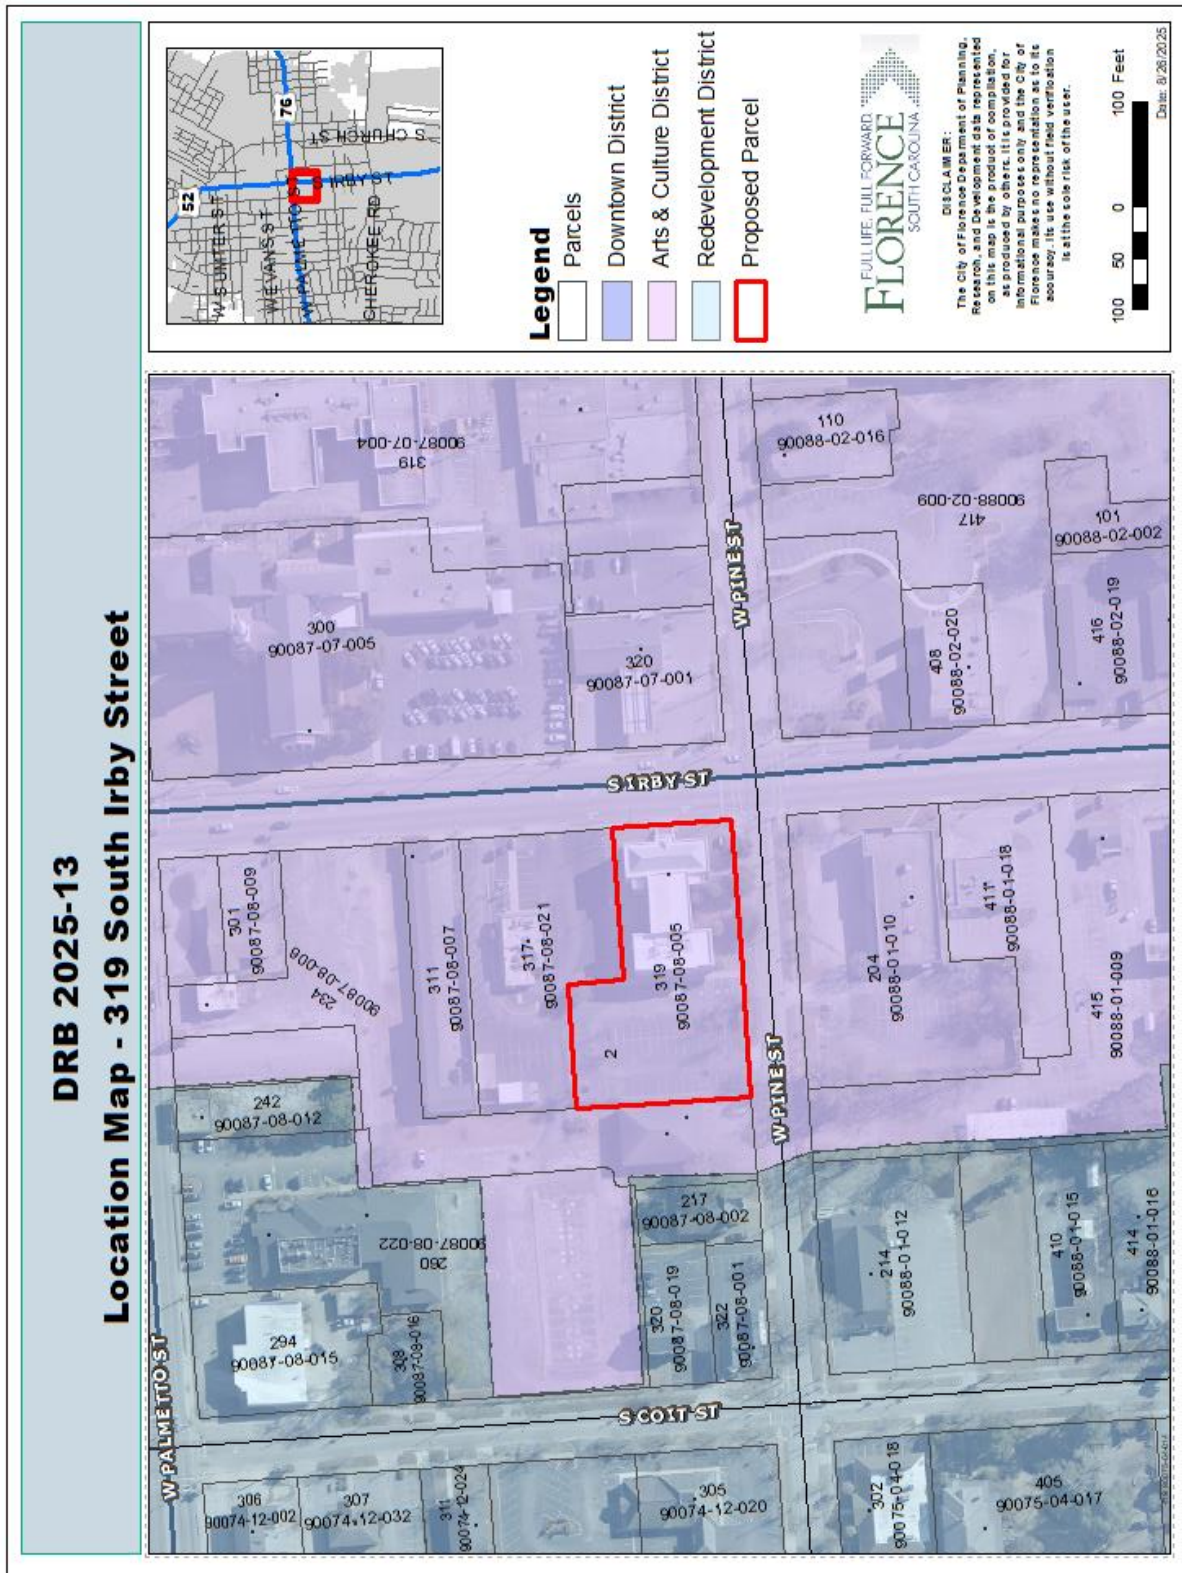 DRB 2025-13
Location Map - 319 South Irby Street
W PALMETTO ST
306
90074-12-002
307
90074-12-032
311
90074-12-024
305
90074-12-020
302
90075-04-018
405
90075-04-017
S COIT ST
294
90087-08-015
308
90087-08-016
260
90087-08-022
242
90087-08-012
320
90087-08-019
322
90087-08-001
217
90087-08-002
214
90088-01-012
410
90088-01-015
414
90088-01-016
301
90087-08-009
234
90087-08-008
311
90087-08-007
317
90087-08-021
2
319
90087-08-005
W PINE ST
204
90088-01-010
411
90088-01-018
415
90088-01-009
S IRBY ST
300
90087-07-005
319
90087-07-004
320
90087-07-001
W PINE ST
110
90088-02-016
417
90088-02-009
408
90088-02-020
101
90088-02-002
416
90088-02-019
52
76
W SUMTER ST
W EVANS ST
W PALMETTO ST
S IRBY ST
S CHURCH ST
CHEROKEE RD
Legend
Parcels
Downtown District
Arts & Culture District
Redevelopment District
Proposed Parcel
FULL LIFE. FULL FORWARD.
FLORENCE
SOUTH CAROLINA
DISCLAIMER:
The City of Florence Deparment of Planning,
Research, and Development data represented
on this map is the product of compilation,
as produced by others. It is provided for
informational purposes only and the City of
Florence makes no representation as to its
accuracy. Its use without field verification
is at the sole risk of the user.
100 50 0 100 Feet
Date: 8/26/2025